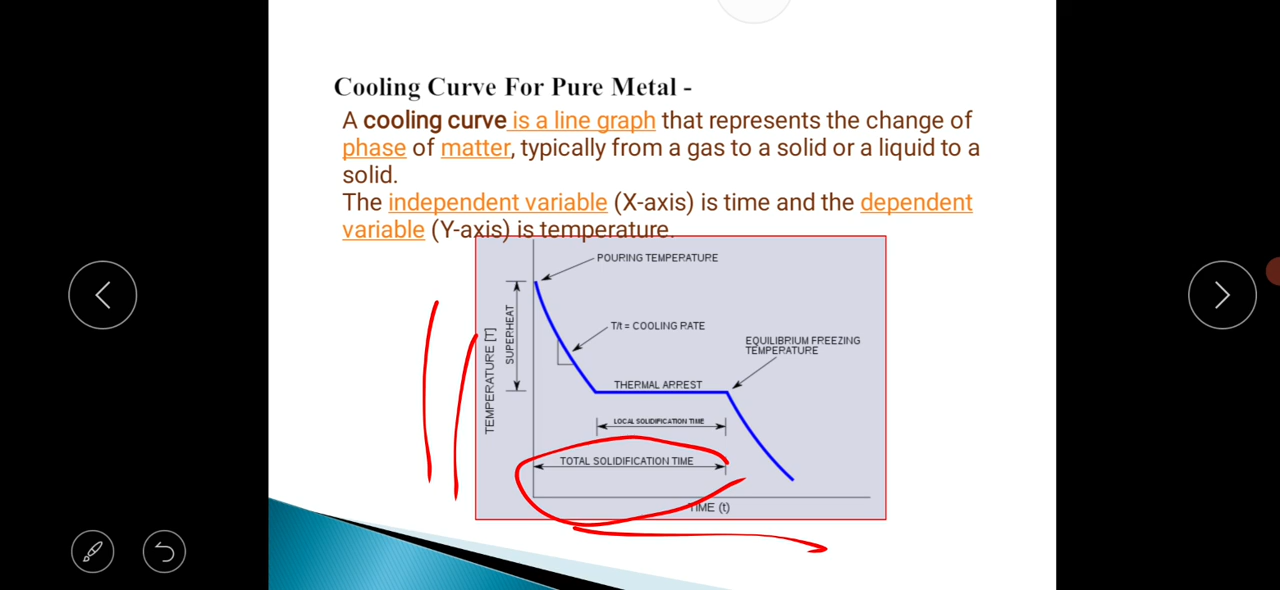 Cooling Curve For Pure Metal -
A cooling curve is a line graph that represents the change of
phase of matter, typically from a gas to a solid or a liquid to a
solid.
The independent variable (X-axis) is time and the dependent
variable (Y-axis) is temperature.
POURING TEMPERATURE
TEMPERATURE [T]
SUPERHEAT
T/t = COOLING RATE
EQUILIBRIUM FREEZING
TEMPERATURE
THERMAL ARREST
LOCAL SOLIDIFICATION TIME
TOTAL SOLIDIFICATION TIME
TIME (t)